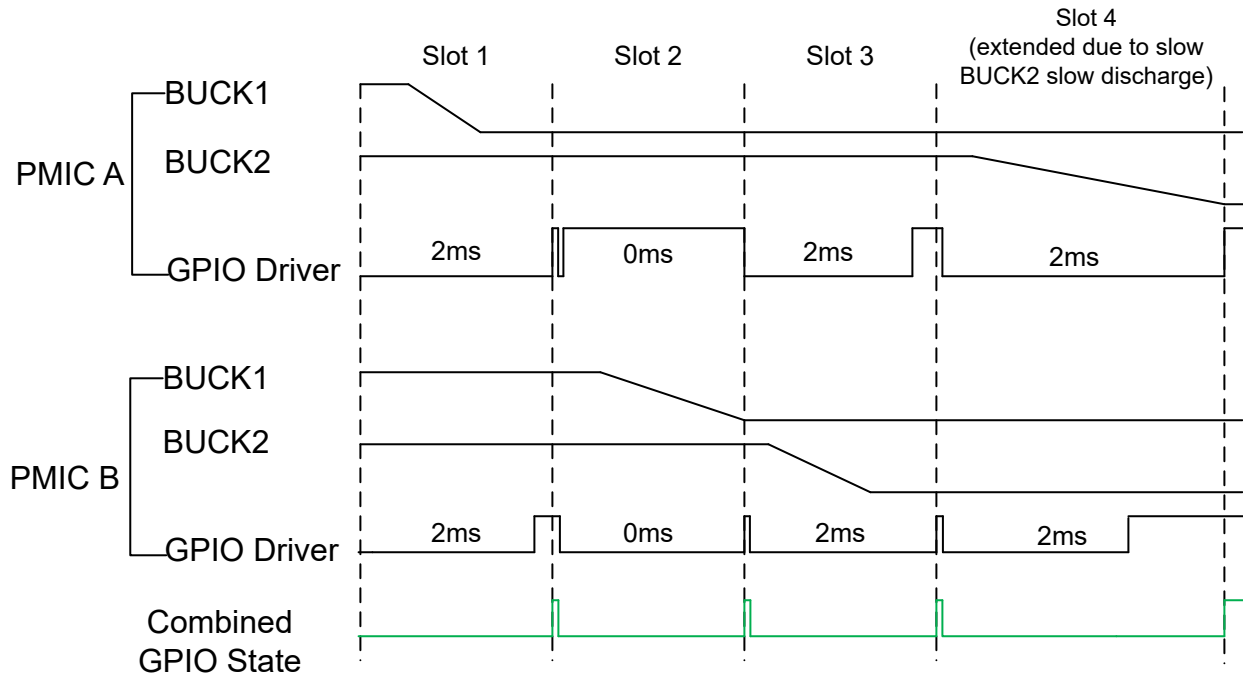 Slot 1
Slot 2
Slot 3
Slot 4
(extended due to slow
BUCK2 slow discharge)
PMIC A
BUCK1
BUCK2
GPIO Driver
2ms
0ms
2ms
2ms
PMIC B
BUCK1
BUCK2
GPIO Driver
2ms
0ms
2ms
2ms
Combined
GPIO State